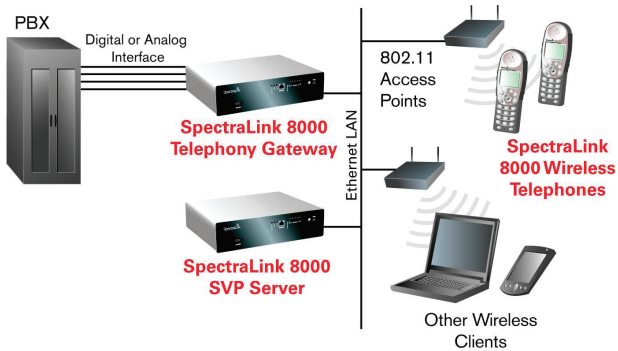 PBX
Digital or Analog
Interface
SpectraLink 8000
Telephony Gateway
SpectraLink 8000
SVP Server
Ethernet LAN
802.11
Access
Points
SpectraLink
8000 Wireless
Telephones
Other Wireless
Clients